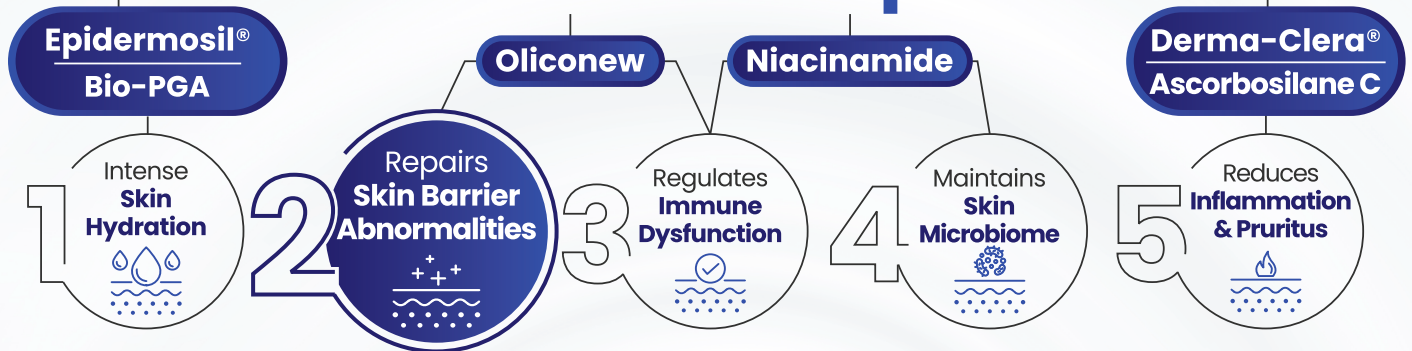 Epidermosil®
Bio-PGA
Oliconew
Niacinamide
Derma-Clera®
Ascorbosilane C
1
Intense
Skin
Hydration
2
Repairs
Skin Barrier
Abnormalities
3
Regulates
Immune
Dysfunction
4
Maintains
Skin
Microbiome
5
Reduces
Inflammation
& Pruritus